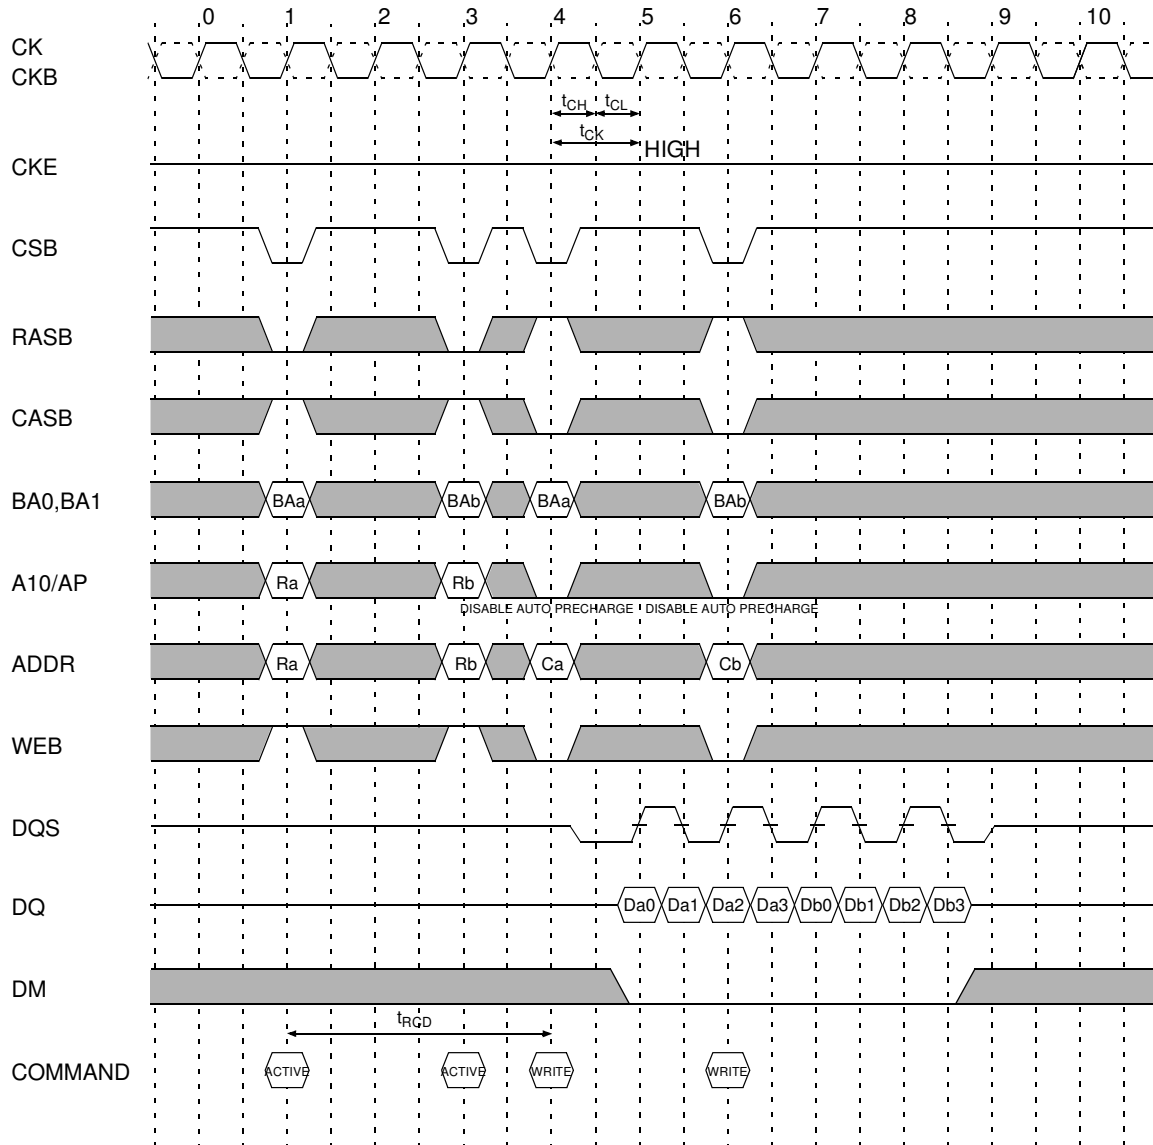 0 1 2 3 4 5 6 7 8 9 10
CK
CKB
tCH tCL
tCK
HIGH
CKE
CSB
RASB
CASB
BA0,BA1 BAa BAb BAa BAb
A10/AP Ra Rb
DISABLE AUTO PRECHARGE DISABLE AUTO PRECHARGE
ADDR Ra Rb Ca Cb
WEB
DQS
DQ Da0 Da1 Da2 Da3 Db0 Db1 Db2 Db3
DM
tRCD
COMMAND ACTIVE ACTIVE WRITE WRITE